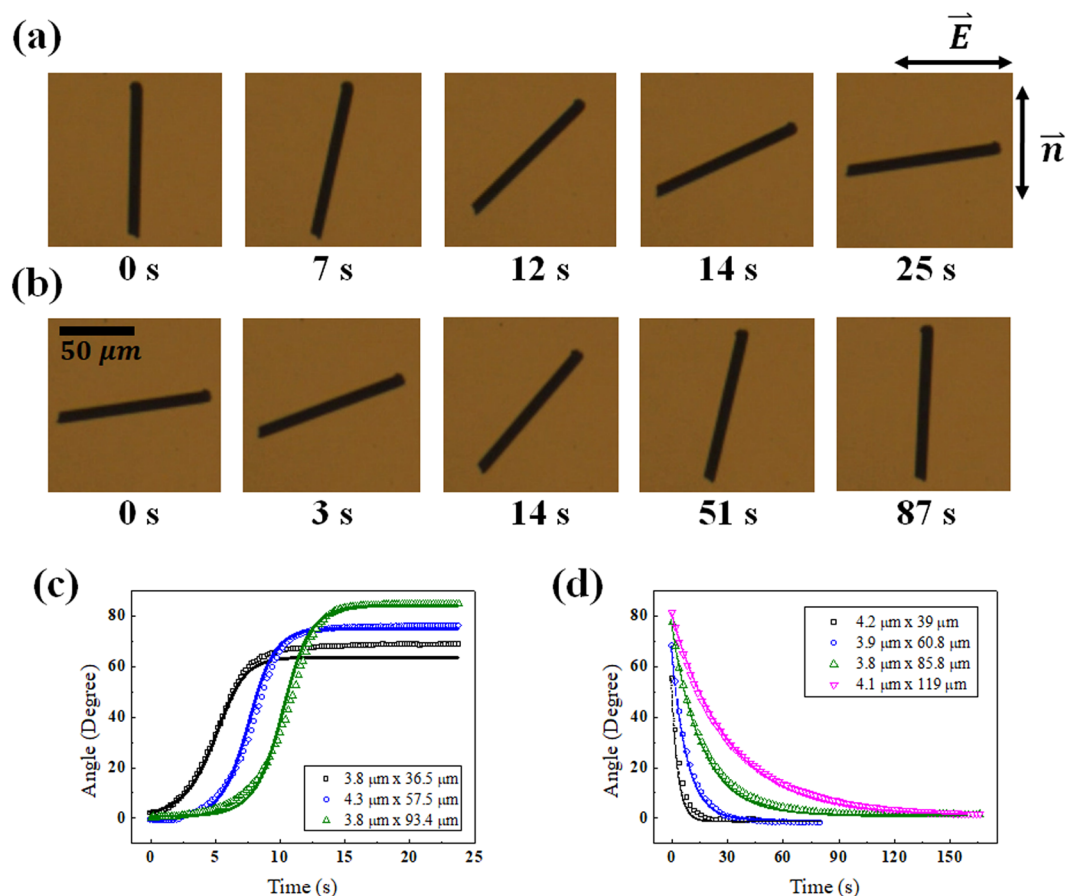 (a)
E
n
0 s 7 s 12 s 14 s 25 s
(b)
50 μm
0 s 3 s 14 s 51 s 87 s
(c)
80
60
40
20
0
Angle (Degree)
0 5 10 15 20 25
Time (s)
3.8 μm x 36.5 μm
4.3 μm x 57.5 μm
3.8 μm x 93.4 μm
(d)
80
60
40
20
0
Angle (Degree)
0 30 60 90 120 150
Time (s)
4.2 μm x 39 μm
3.9 μm x 60.8 μm
3.8 μm x 85.8 μm
4.1 μm x 119 μm